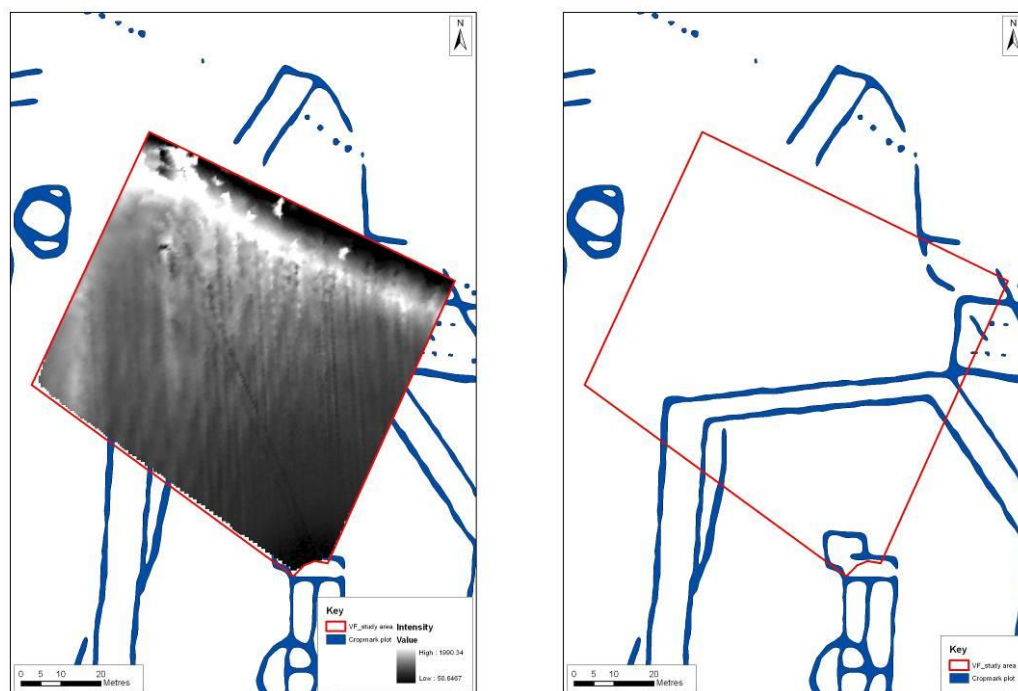 N
Key
VF_study area
Cropmark plot
Intensity
Value
High : 1990.34
Low : 50.6467
0 5 10 20
Metres
N
Key
VF_study area
Cropmark plot
0 5 10 20
Metres